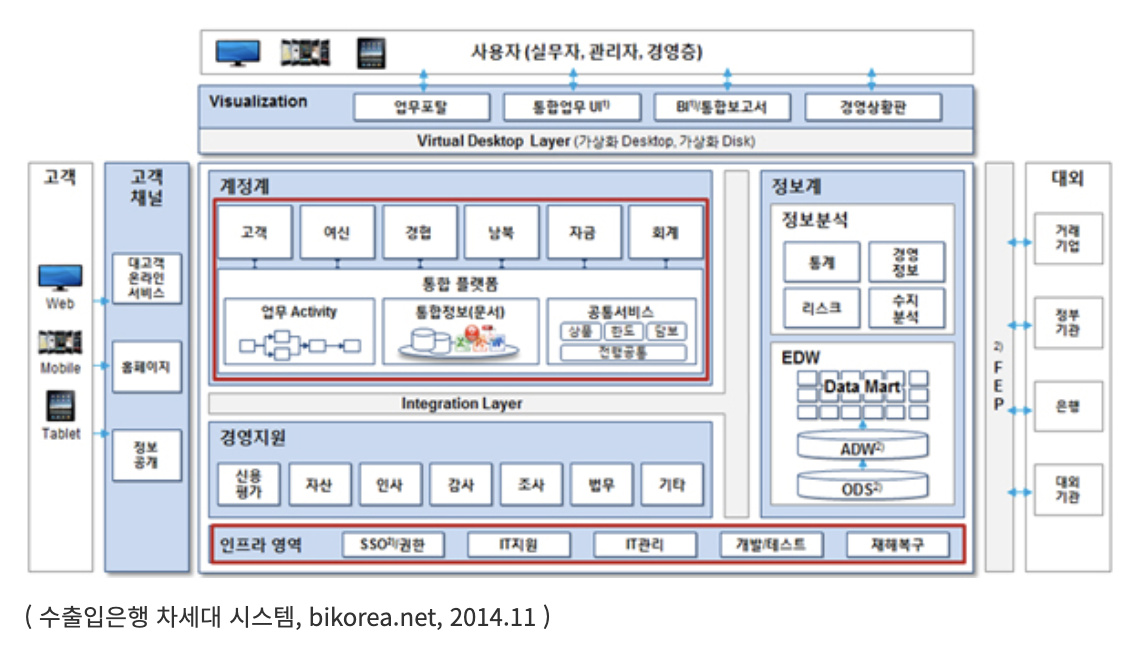 사용자 (실무자, 관리자, 경영층)
Visualization
업무포탈
통합업무 UI1)
BI1)/통합보고서
경영상황판
Virtual Desktop Layer (가상화 Desktop, 가상화 Disk)
고객
Web
Mobile
Tablet
고객
채널
대고객
온라인
서비스
홈페이지
정보
공개
계정계
고객
여신
경협
남북
자금
회계
통합 플랫폼
업무 Activity
통합정보(문서)
공통서비스
상품
한도
담보
전행공통
Integration Layer
경영지원
신용
평가
자산
인사
감사
조사
법무
기타
정보계
정보분석
통계
경영
정보
리스크
수지
분석
EDW
Data Mart
ADW2)
ODS2)
인프라 영역
SSO2)/권한
IT지원
IT관리
개발/테스트
재해복구
2)
F
E
P
대외
거래
기업
정부
기관
은행
대외
기관
( 수출입은행 차세대 시스템, bikorea.net, 2014.11 )